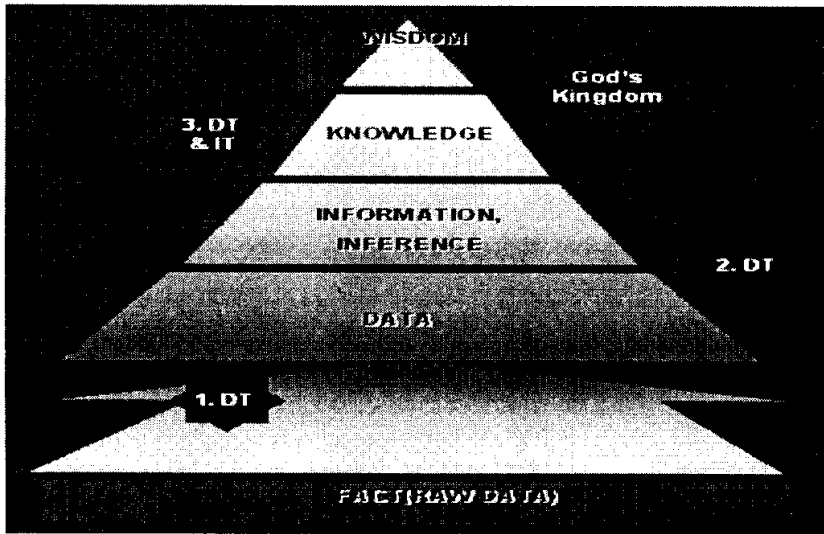 WISDOM
God's
Kingdom
3. DT
& IT
KNOWLEDGE
INFORMATION,
INFERENCE
2. DT
DATA
1. DT
FACT(RAW DATA)